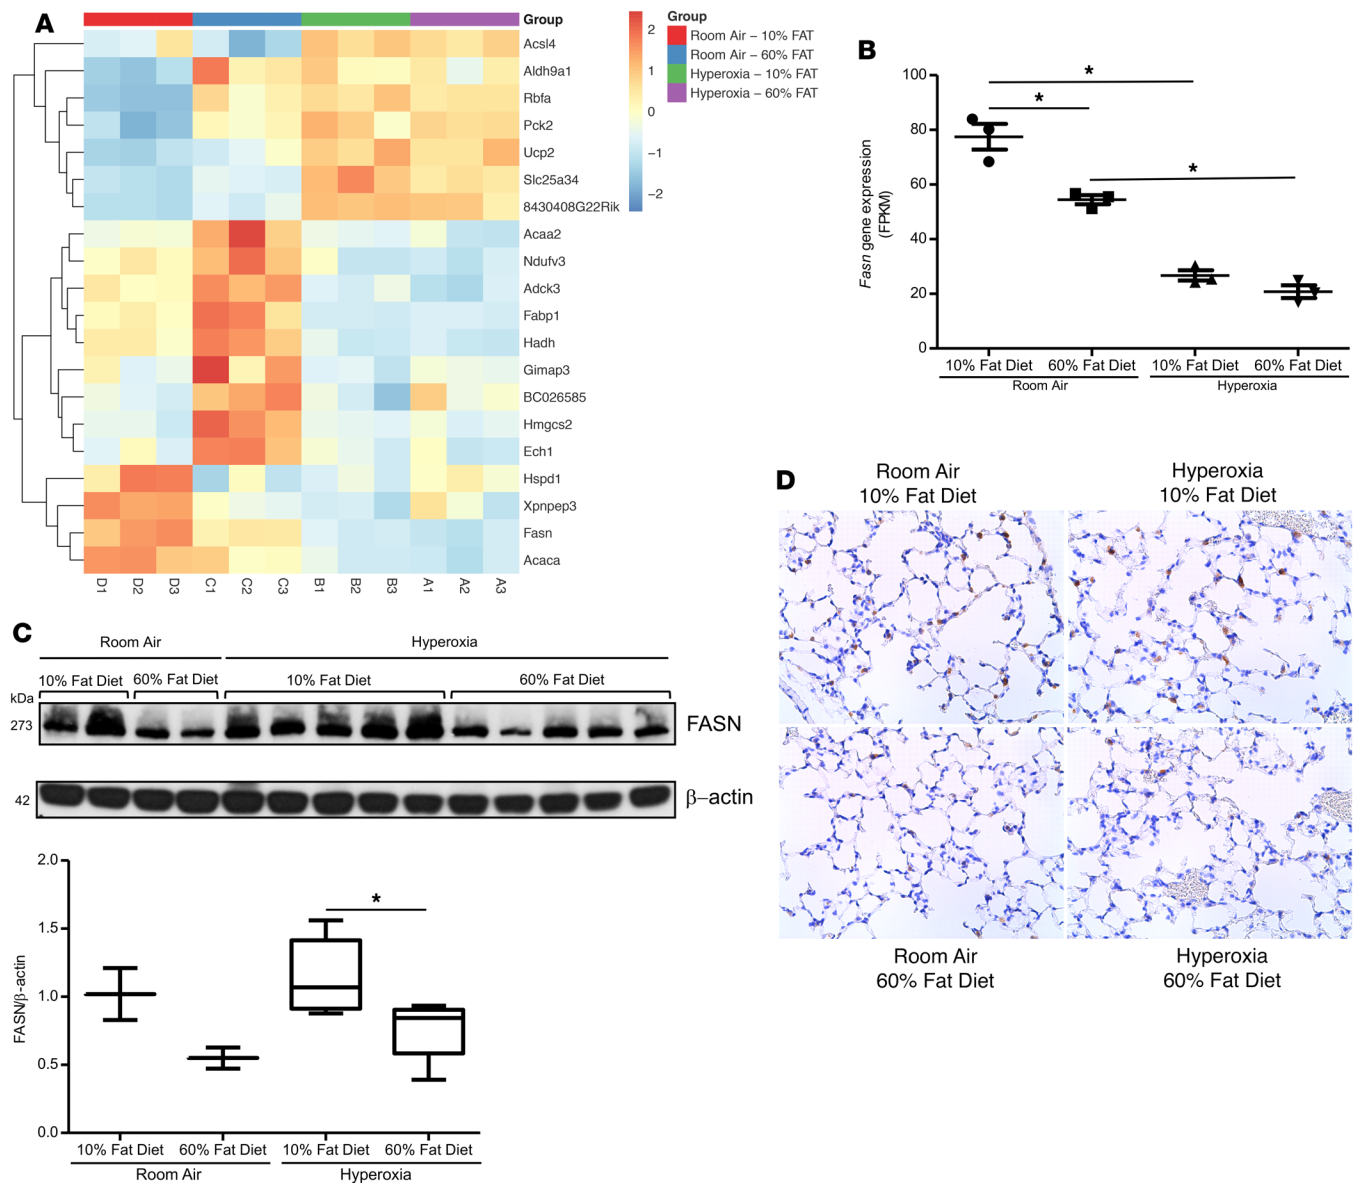 A
Group
Acsl4
Aldh9a1
Rbfa
Pck2
Ucp2
Slc25a34
8430408G22Rik
Acaa2
Ndufv3
Adck3
Fabp1
Hadh
Gimap3
BC026585
Hmgcs2
Ech1
Hspd1
Xpnpep3
Fasn
Acaca
D1 D2 D3 C1 C2 C3 B1 B2 B3 A1 A2 A3
2
1
0
−1
−2
Group
Room Air – 10% FAT
Room Air – 60% FAT
Hyperoxia – 10% FAT
Hyperoxia – 60% FAT
B
Fasn gene expression
(FPKM)
100
80
60
40
20
0
*
*
*
10% Fat Diet 60% Fat Diet 10% Fat Diet 60% Fat Diet
Room Air Hyperoxia
C
Room Air Hyperoxia
10% Fat Diet 60% Fat Diet 10% Fat Diet 60% Fat Diet
kDa
273 FASN
42 β–actin
FASN/β-actin
2.0
1.5
1.0
0.5
0.0
*
10% Fat Diet 60% Fat Diet 10% Fat Diet 60% Fat Diet
Room Air Hyperoxia
D
Room Air
10% Fat Diet
Hyperoxia
10% Fat Diet
Room Air
60% Fat Diet
Hyperoxia
60% Fat Diet